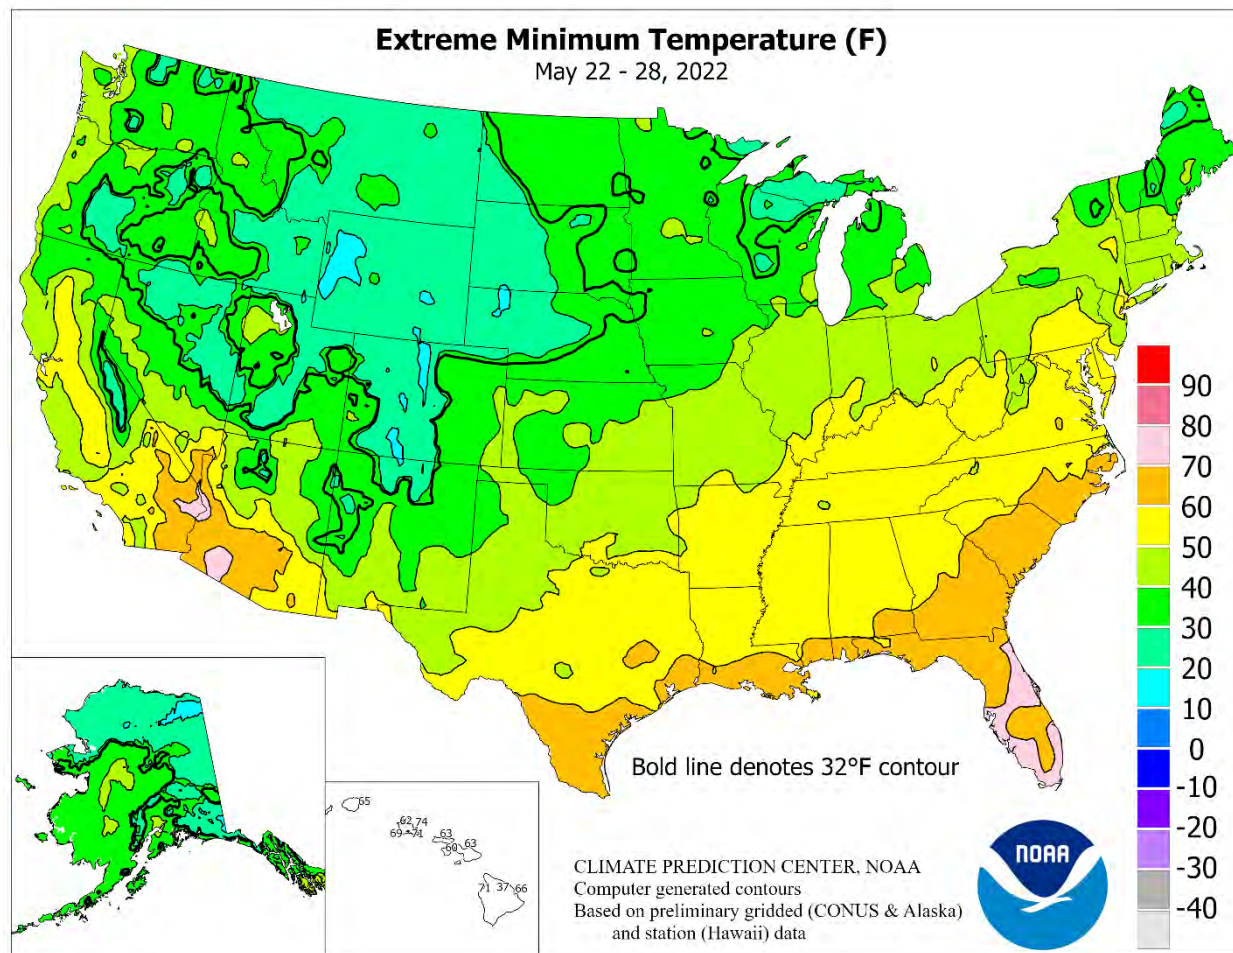 Extreme Minimum Temperature (F)
May 22 - 28, 2022
90
80
70
60
50
40
30
20
10
0
-10
-20
-30
-40
Bold line denotes 32°F contour
65
62 74
69 71
63
60 63
71 37 66
CLIMATE PREDICTION CENTER, NOAA
Computer generated contours
Based on preliminary gridded (CONUS & Alaska)
and station (Hawaii) data
NOAA